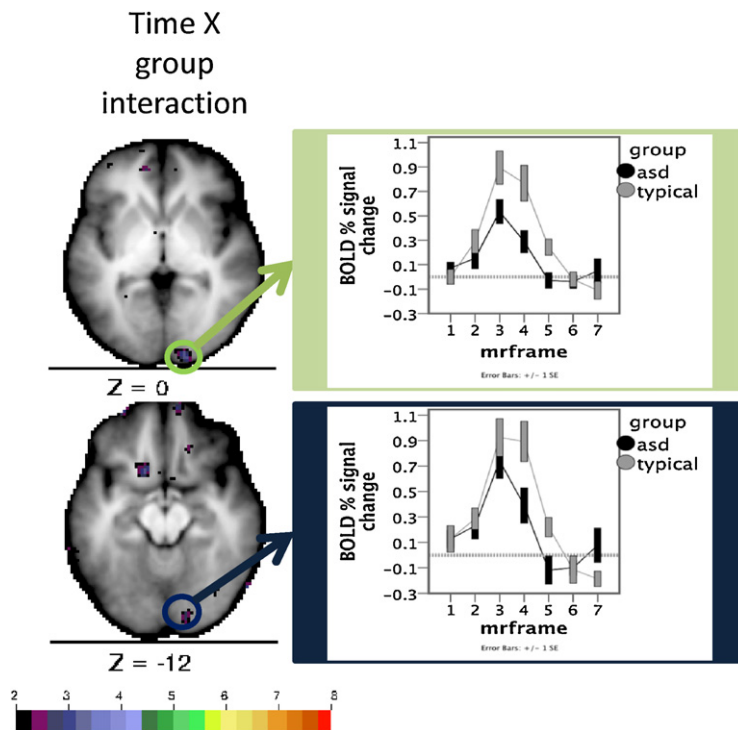 Time X
group
interaction
1.1
0.9
0.7
0.5
0.3
0.1
-0.1
-0.3
BOLD % signal
change
group
asd
typical
1 2 3 4 5 6 7
mrframe
Error Bars: +/- 1 SE
Z = 0
1.1
0.9
0.7
0.5
0.3
0.1
-0.1
-0.3
BOLD % signal
change
group
asd
typical
1 2 3 4 5 6 7
mrframe
Error Bars: +/- 1 SE
Z = -12
2 3 4 5 6 7 8